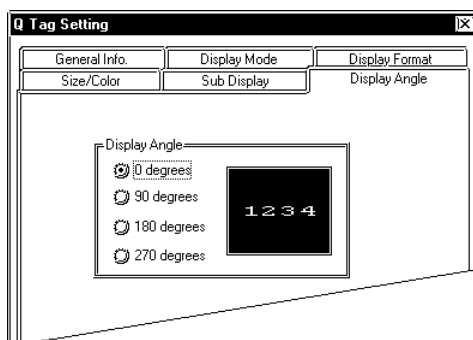 Q Tag Setting
General Info. Display Mode Display Format
Size/Color Sub Display Display Angle
Display Angle
0 degrees
90 degrees
180 degrees
270 degrees
1234